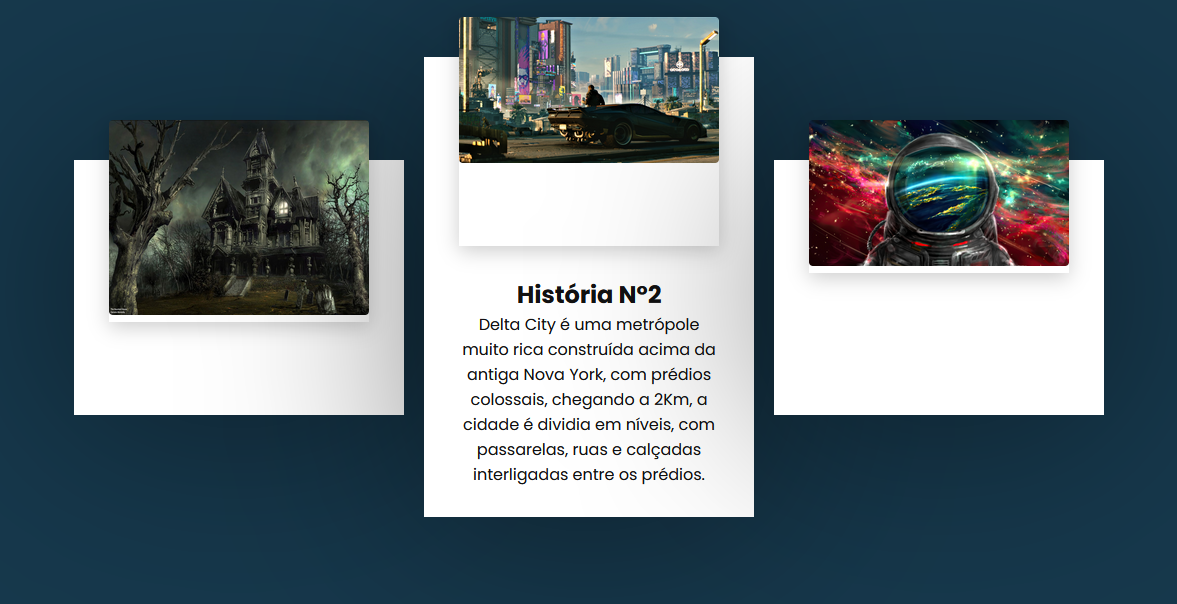 História Nº2
Delta City é uma metrópole
muito rica construída acima da
antiga Nova York, com prédios
colossais, chegando a 2Km, a
cidade é dividia em níveis, com
passarelas, ruas e calçadas
interligadas entre os prédios.